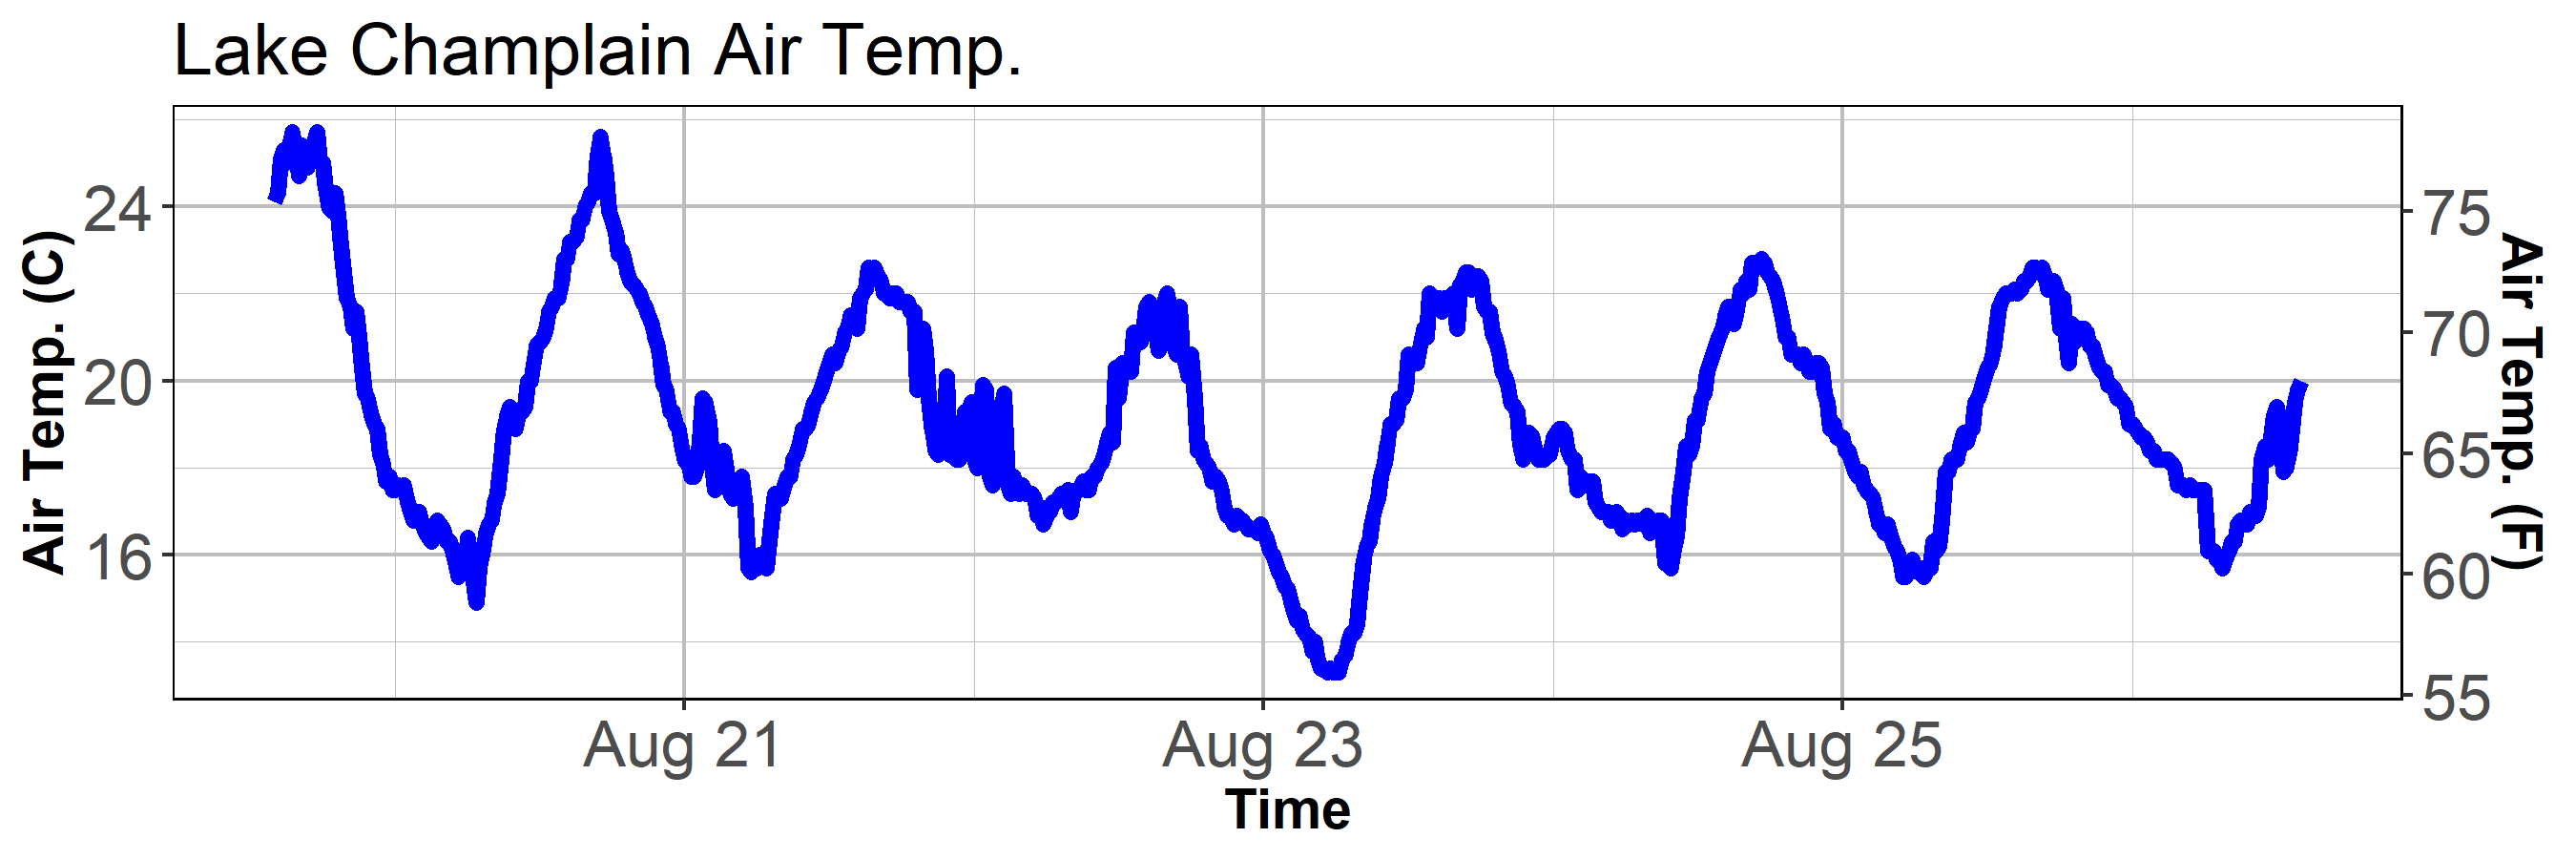 Lake Champlain Air Temp.
Air Temp. (C)
24
20
16
75
70
65
60
55
Air Temp. (F)
Aug 21
Aug 23
Aug 25
Time